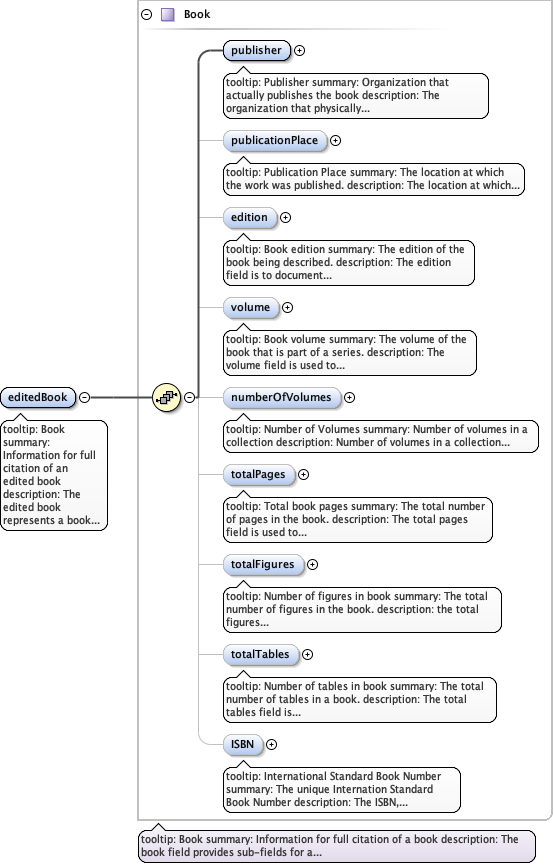 Book
publisher
tooltip: Publisher summary: Organization that
actually publishes the book description: The
organization that physically...
publicationPlace
tooltip: Publication Place summary: The location at which
the work was published. description: The location at which...
edition
tooltip: Book edition summary: The edition of the
book being described. description: The edition
field is to document...
volume
tooltip: Book volume summary: The volume of the
book that is part of a series. description: The
volume field is used to...
editedBook
tooltip: Book
summary:
Information for full
citation of an
edited book
description: The
edited book
represents a book...
numberOfVolumes
tooltip: Number of Volumes summary: Number of volumes in a
collection description: Number of volumes in a collection...
totalPages
tooltip: Total book pages summary: The total number
of pages in the book. description: The total pages
field is used to...
totalFigures
tooltip: Number of figures in book summary: The total
number of figures in the book. description: the total
figures...
totalTables
tooltip: Number of tables in book summary: The total
number of tables in a book. description: The total
tables field is...
ISBN
tooltip: International Standard Book Number
summary: The unique Internation Standard
Book Number description: The ISBN,...
tooltip: Book summary: Information for full citation of a book description: The
book field provides sub-fields for a...